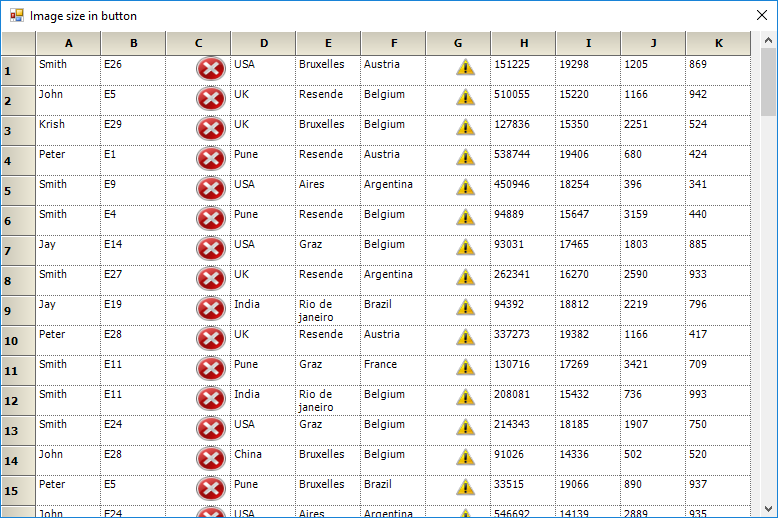 Image size in button
A B C D E F G H I J K
1 Smith E26 USA Bruxelles Austria 151225 19298 1205 869
2 John E5 UK Resende Belgium 510055 15220 1166 942
3 Krish E29 UK Bruxelles Belgium 127836 15350 2251 524
4 Peter E1 Pune Resende Austria 538744 19406 680 424
5 Smith E9 USA Aires Argentina 450946 18254 396 341
6 Smith E4 Pune Resende Belgium 94889 15647 3159 440
7 Jay E14 USA Graz Belgium 93031 17465 1803 885
8 Smith E27 UK Resende Argentina 262341 16270 2590 933
9 Jay E19 India Rio de janeiro Brazil 94392 18812 2219 796
10 Peter E28 UK Resende Austria 337273 19382 1166 417
11 Smith E11 Pune Graz France 130716 17269 3421 709
12 Smith E11 India Rio de janeiro Belgium 208081 15432 736 993
13 Smith E24 USA Graz Belgium 214343 18185 1907 750
14 John E28 China Bruxelles Belgium 91026 14336 502 520
15 Peter E5 Pune Bruxelles Brazil 33515 19066 890 937
John E24 USA Aires Argentina 546692 14139 2889 935